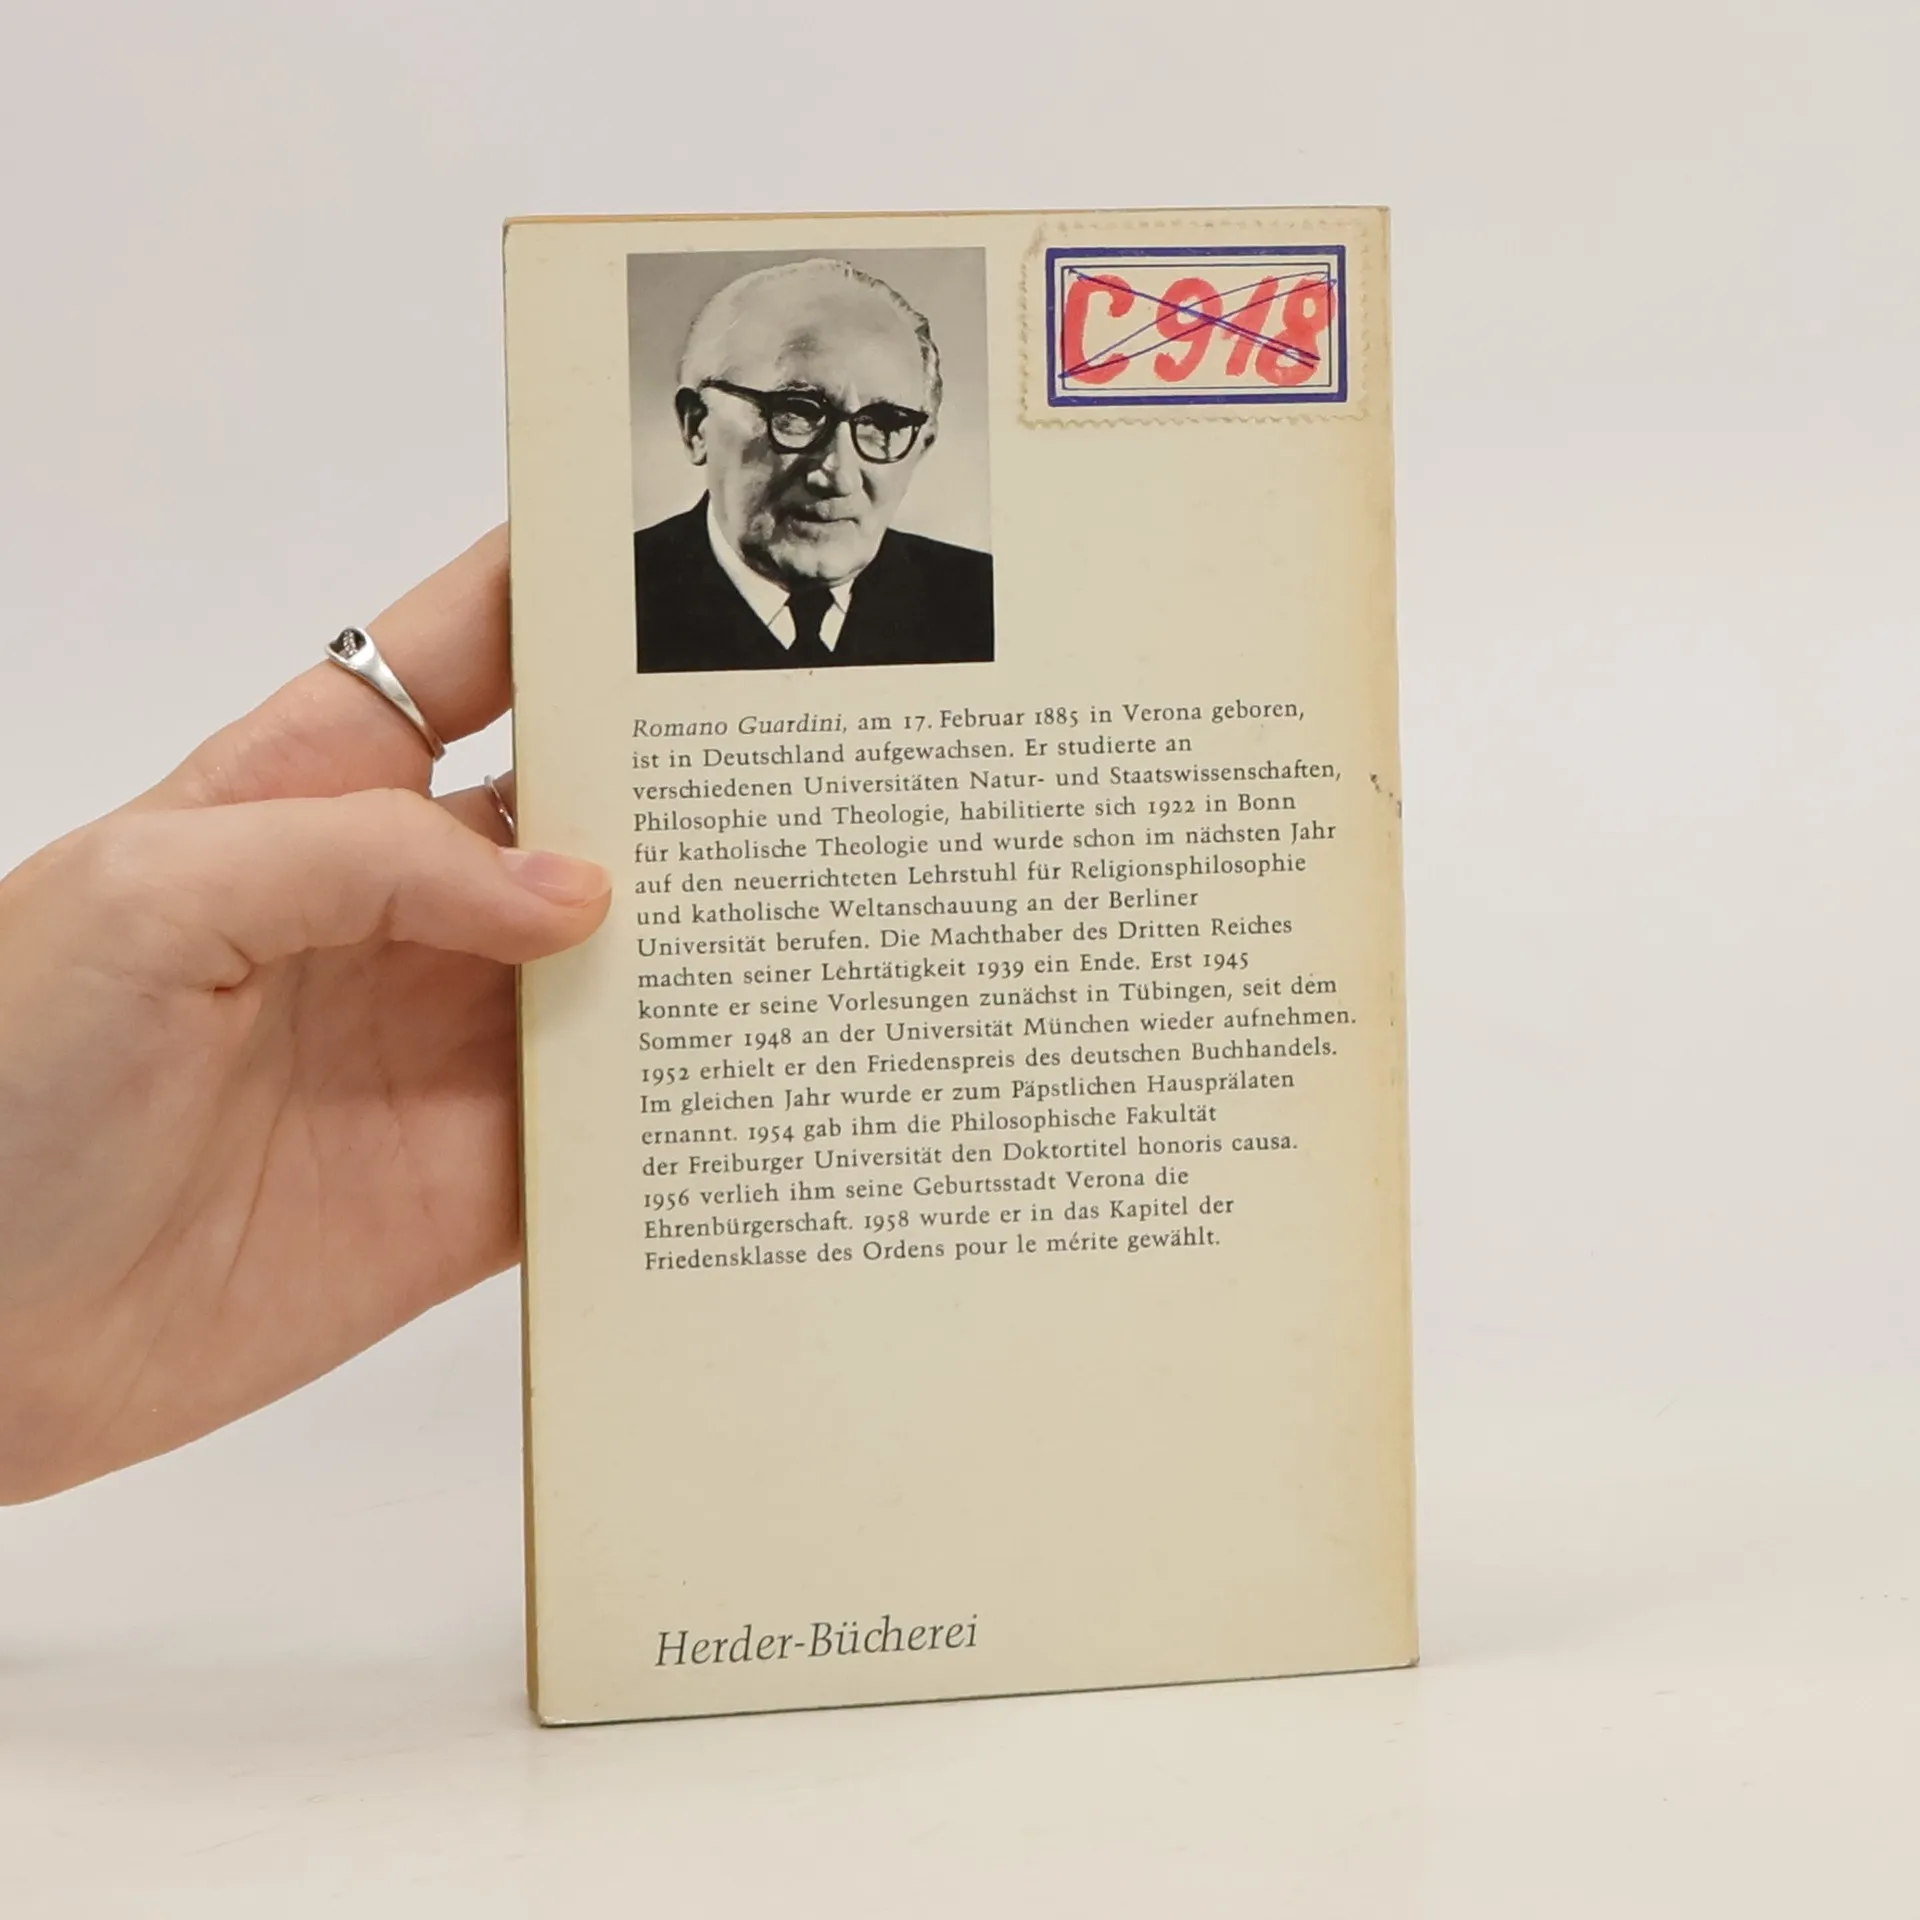 C 918
Romano Guardini, am 17. Februar 1885 in Verona geboren,
ist in Deutschland aufgewachsen. Er studierte an
verschiedenen Universitäten Natur- und Staatswissenschaften,
Philosophie und Theologie, habilitierte sich 1922 in Bonn
für katholische Theologie und wurde schon im nächsten Jahr
auf den neuerrichteten Lehrstuhl für Religionsphilosophie
und katholische Weltanschauung an der Berliner
Universität berufen. Die Machthaber des Dritten Reiches
machten seiner Lehrtätigkeit 1939 ein Ende. Erst 1945
konnte er seine Vorlesungen zunächst in Tübingen, seit dem
Sommer 1948 an der Universität München wieder aufnehmen.
1952 erhielt er den Friedenspreis des deutschen Buchhandels.
Im gleichen Jahr wurde er zum Päpstlichen Hausprälaten
ernannt. 1954 gab ihm die Philosophische Fakultät
der Freiburger Universität den Doktortitel honoris causa.
1956 verlieh ihm seine Geburtsstadt Verona die
Ehrenbürgerschaft. 1958 wurde er in das Kapitel der
Friedensklasse des Ordens pour le mérite gewählt.
Herder-Bücherei